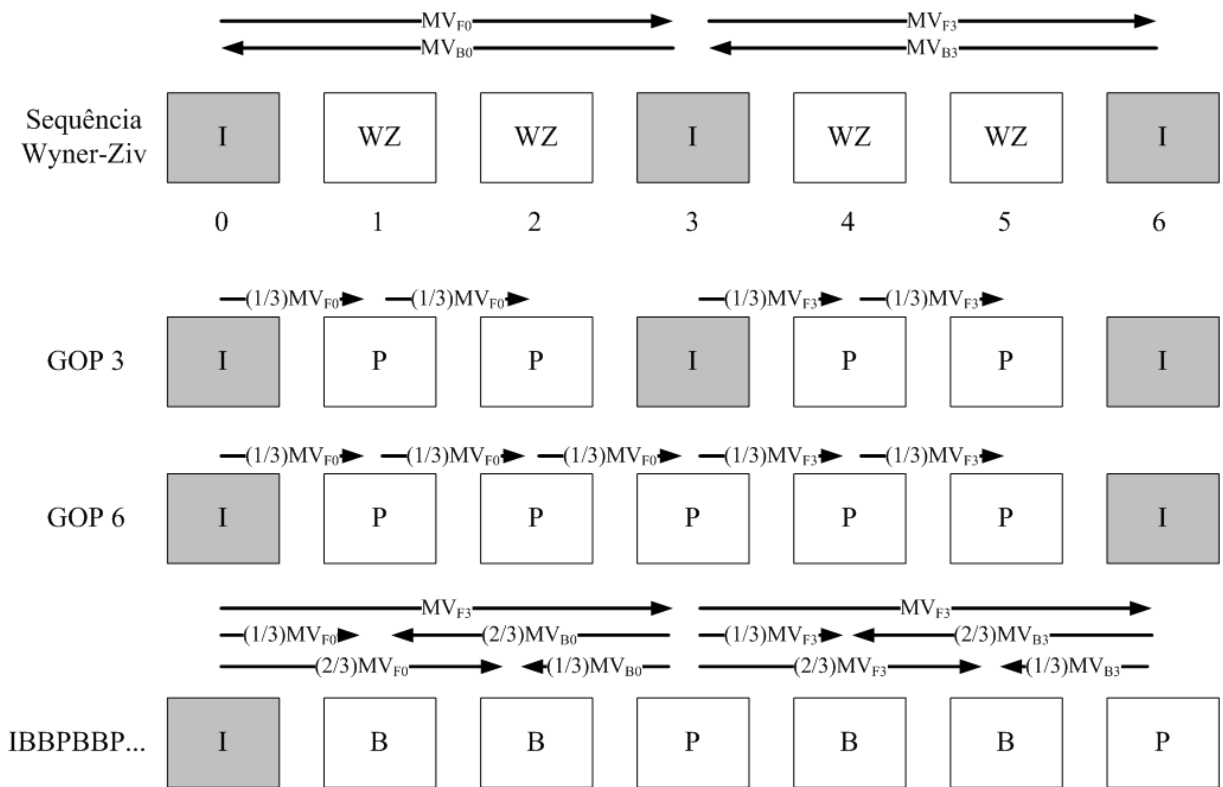 MVF0 MVF3
MVB0 MVB3
Sequência
Wyner-Ziv
I WZ WZ I WZ WZ I
0 1 2 3 4 5 6
(1/3)MVF0 (1/3)MVF0 (1/3)MVF3 (1/3)MVF3
GOP 3 I P P I P P I
(1/3)MVF0 (1/3)MVF0 (1/3)MVF0 (1/3)MVF3 (1/3)MVF3
GOP 6 I P P P P P I
MVF3 MVF3
(1/3)MVF0 (2/3)MVB0 (1/3)MVF3 (2/3)MVB3
(2/3)MVF0 (1/3)MVB0 (2/3)MVF3 (1/3)MVB3
IBBPBBP... I B B P B B P